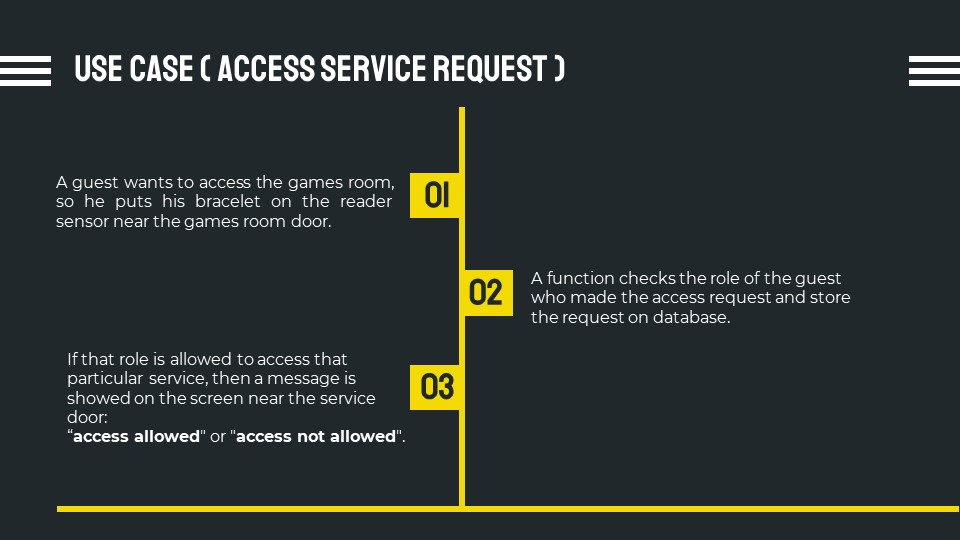 USE CASE ( ACCESS SERVICE REQUEST )
A guest wants to access the games room,
so he puts his bracelet on the reader
sensor near the games room door.
01
02
A function checks the role of the guest
who made the access request and store
the request on database.
If that role is allowed to access that
particular service, then a message is
showed on the screen near the service
door:
“access allowed" or "access not allowed".
03